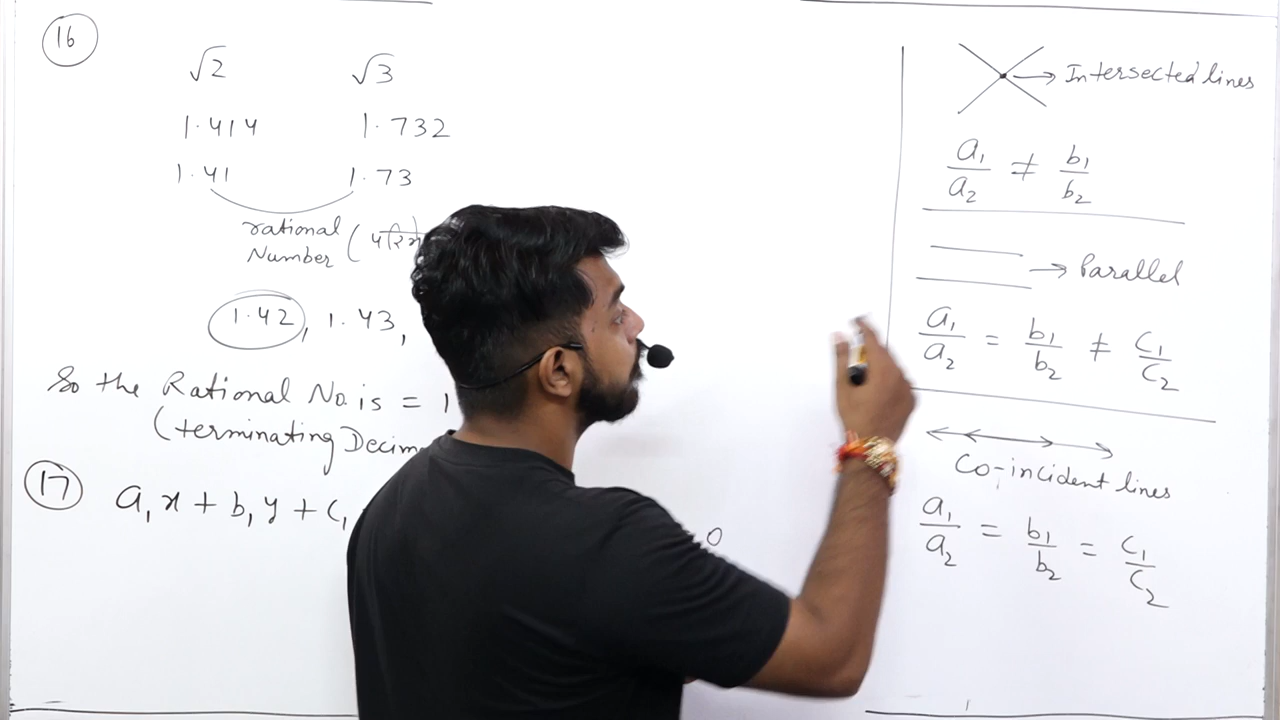 16
√2 √3
1.414 1.732
1.41 1.73
rational
Number (
1.42, 1.43,
So the Rational No. is = 1
(terminating Decim
17 a₁x + b₁y + c₁
0
Intersected lines
a₁/a₂ ≠ b₁/b₂
Parallel
a₁/a₂ = b₁/b₂ ≠ c₁/c₂
Co-incident lines
a₁/a₂ = b₁/b₂ = c₁/c₂